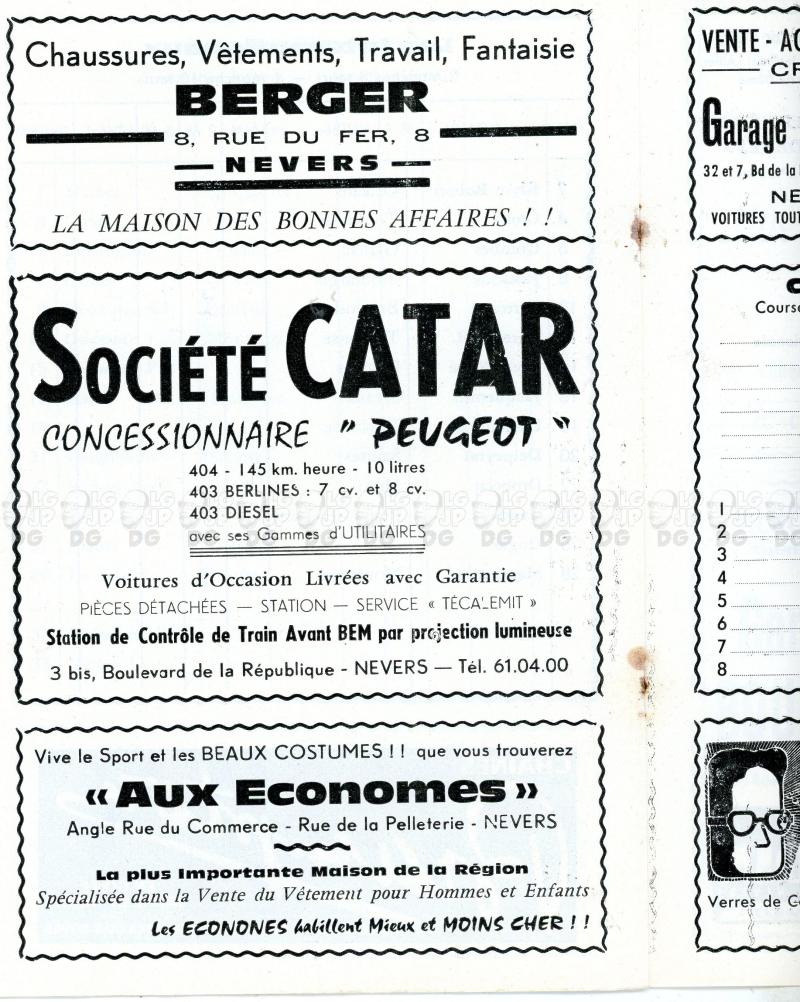 Chaussures, Vêtements, Travail, Fantaisie
BERGER
8, RUE DU FER, 8
NEVERS
LA MAISON DES BONNES AFFAIRES ! !
SOCIÉTÉ CATAR
CONCESSIONNAIRE " PEUGEOT "
404 - 145 km. heure - 10 litres
403 BERLINES : 7 cv. et 8 cv.
403 DIESEL
avec ses Gammes d'UTILITAIRES
Voitures d'Occasion Livrées avec Garantie
PIÈCES DÉTACHÉES — STATION — SERVICE « TÉCALEMIT »
Station de Contrôle de Train Avant BEM par projection lumineuse
3 bis, Boulevard de la République - NEVERS — Tél. 61.04.00
Vive le Sport et les BEAUX COSTUMES ! ! que vous trouverez
« Aux Economes »
Angle Rue du Commerce - Rue de la Pelleterie - NEVERS
La plus Importante Maison de la Région
Spécialisée dans la Vente du Vêtement pour Hommes et Enfants
Les ECONONES habillent Mieux et MOINS CHER ! !
VENTE - AC
CR
Garage
32 et 7, Bd de la
NE
VOITURES TOUT
C
Course
1
2
3
4
5
6
7
8
Verres de C